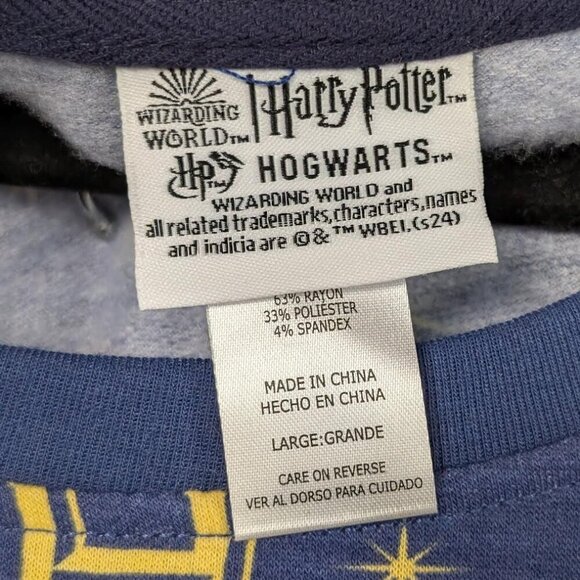 WIZARDING
WORLD™
Harry Potter™
HP™ HOGWARTS™
WIZARDING WORLD and
all related trademarks, characters, names
and indicia are ©&™ WBEI. (s24)
63% RAYON
33% POLIESTER
4% SPANDEX
MADE IN CHINA
HECHO EN CHINA
LARGE:GRANDE
CARE ON REVERSE
VER AL DORSO PARA CUIDADO